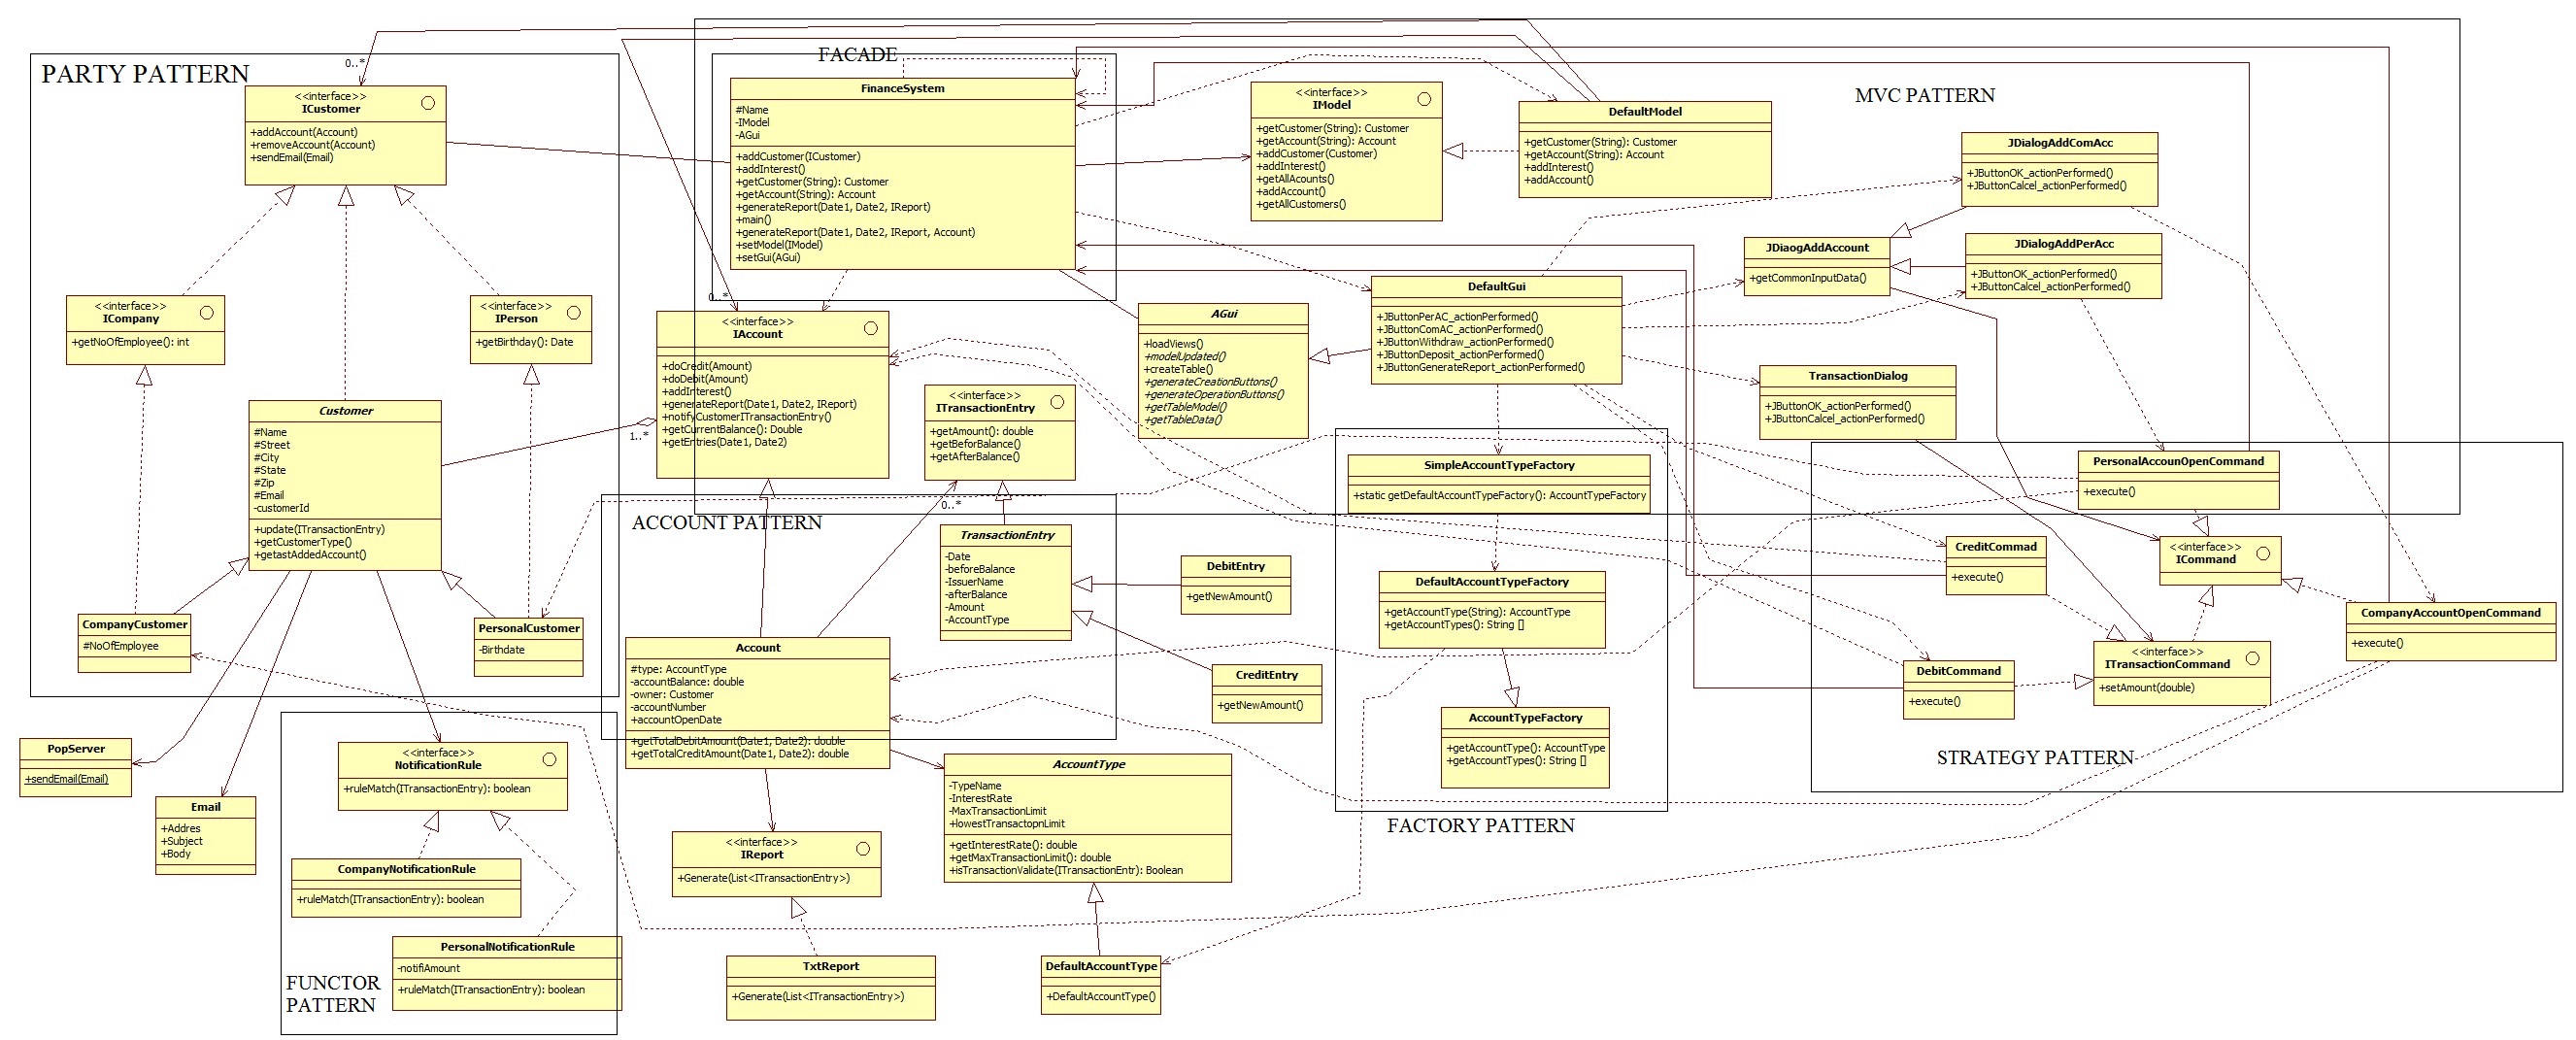 PARTY PATTERN
0..*
<<interface>>
ICustomer
+addAccount(Account)
+removeAccount(Account)
+sendEmail(Email)
<<interface>>
ICompany
+getNoOfEmployee(): int
<<interface>>
IPerson
+getBirthday(): Date
Customer
#Name
#Street
#City
#State
#Zip
#Email
-customerId
+update(ITransactionEntry)
+getCustomerType()
+getastAddedAccount()
CompanyCustomer
#NoOfEmployee
PersonalCustomer
-Birthdate
PopServer
+sendEmail(Email)
Email
+Addres
+Subject
+Body
<<interface>>
NotificationRule
+ruleMatch(ITransactionEntry): boolean
CompanyNotificationRule
+ruleMatch(ITransactionEntry): boolean
PersonalNotificationRule
-notifiAmount
+ruleMatch(ITransactionEntry): boolean
FUNCTOR
PATTERN
FACADE
FinanceSystem
#Name
-IModel
-AGui
+addCustomer(ICustomer)
+addInterest()
+getCustomer(String): Customer
+getAccount(String): Account
+generateReport(Date1, Date2, IReport)
+main()
+generateReport(Date1, Date2, IReport, Account)
+setModel(IModel)
+setGui(AGui)
0..*
<<interface>>
IAccount
+doCredit(Amount)
+doDebit(Amount)
+addInterest()
+generateReport(Date1, Date2, IReport)
+notifyCustomerITransactionEntry()
+getCurrentBalance(): Double
+getEntries(Date1, Date2)
1..*
<<interface>>
ITransactionEntry
+getAmount(): double
+getBeforBalance()
+getAfterBalance()
0..*
ACCOUNT PATTERN
TransactionEntry
-Date
-beforeBalance
-IssuerName
-afterBalance
-Amount
-AccountType
DebitEntry
+getNewAmount()
CreditEntry
+getNewAmount()
Account
#type: AccountType
-accountBalance: double
-owner: Customer
-accountNumber
+accountOpenDate
+getTotalDebitAmount(Date1, Date2): double
+getTotalCreditAmount(Date1, Date2): double
<<interface>>
IReport
+Generate(List<ITransactionEntry>)
TxtReport
+Generate(List<ITransactionEntry>)
AccountType
-TypeName
-InterestRate
-MaxTransactionLimit
+lowestTransactopnLimit
+getInterestRate(): double
+getMaxTransactionLimit(): double
+isTransactionValidate(ITransactionEntr): Boolean
DefaultAccountType
+DefaultAccountType()
<<interface>>
IModel
+getCustomer(String): Customer
+getAccount(String): Account
+addCustomer(Customer)
+addInterest()
+getAllAcounts()
+addAccount()
+getAllCustomers()
DefaultModel
+getCustomer(String): Customer
+getAccount(String): Account
+addInterest()
+addAccount()
MVC PATTERN
AGui
+loadViews()
+modelUpdated()
+createTable()
+generateCreationButtons()
+generateOperationButtons()
+getTableModel()
+getTableData()
DefaultGui
+JButtonPerAC_actionPerformed()
+JButtonComAC_actionPerformed()
+JButtonWithdraw_actionPerformed()
+JButtonDeposit_actionPerformed()
+JButtonGenerateReport_actionPerformed()
JDialogAddComAcc
+JButtonOK_actionPerformed()
+JButtonCalcel_actionPerformed()
JDiaogAddAccount
+getCommonInputData()
JDialogAddPerAcc
+JButtonOK_actionPerformed()
+JButtonCalcel_actionPerformed()
TransactionDialog
+JButtonOK_actionPerformed()
+JButtonCalcel_actionPerformed()
SimpleAccountTypeFactory
+static getDefaultAccountTypeFactory(): AccountTypeFactory
DefaultAccountTypeFactory
+getAccountType(String): AccountType
+getAccountTypes(): String []
AccountTypeFactory
+getAccountType(): AccountType
+getAccountTypes(): String []
FACTORY PATTERN
PersonalAccounOpenCommand
+execute()
CreditCommad
+execute()
<<interface>>
ICommand
CompanyAccountOpenCommand
+execute()
DebitCommand
+execute()
<<interface>>
ITransactionCommand
+setAmount(double)
STRATEGY PATTERN